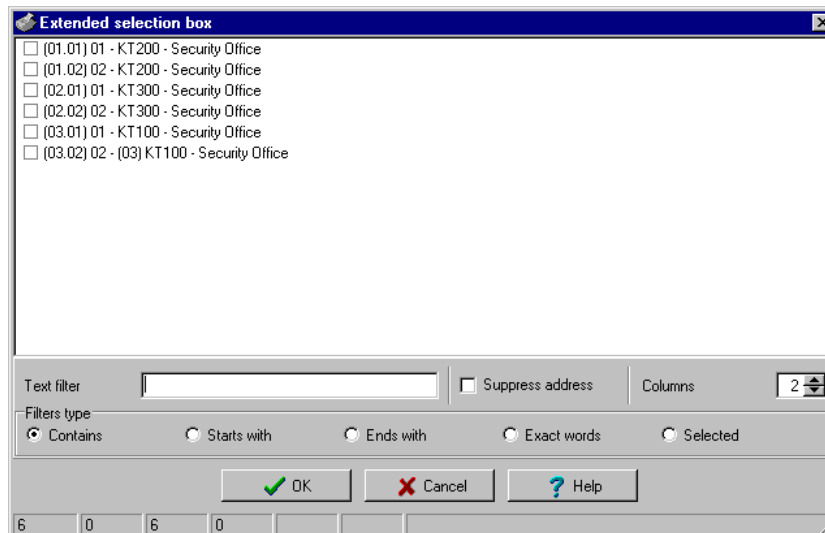 Extended selection box
(01.01) 01 - KT200 - Security Office
(01.02) 02 - KT200 - Security Office
(02.01) 01 - KT300 - Security Office
(02.02) 02 - KT300 - Security Office
(03.01) 01 - KT100 - Security Office
(03.02) 02 - (03) KT100 - Security Office
Text filter Suppress address Columns 2
Filters type
Contains Starts with Ends with Exact words Selected
OK Cancel ? Help
6 0 6 0